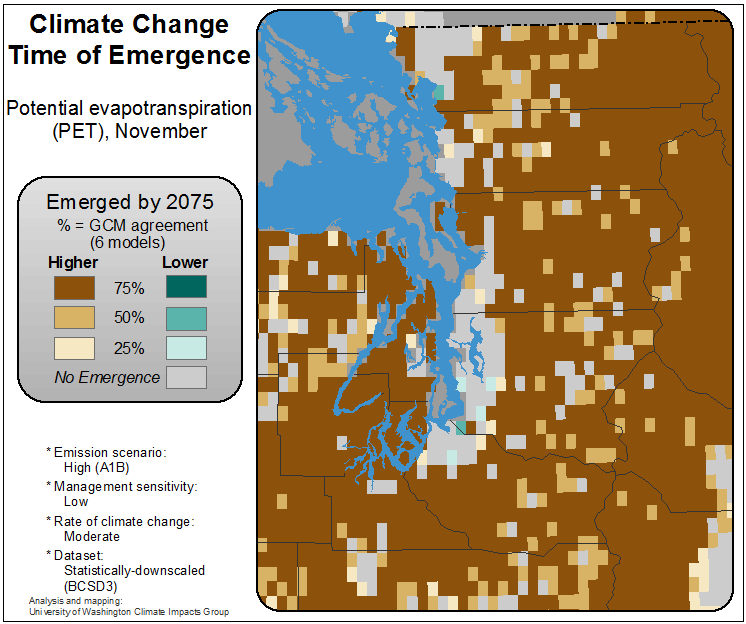 Climate Change
Time of Emergence
Potential evapotranspiration
(PET), November
Emerged by 2075
% = GCM agreement
(6 models)
Higher Lower
75%
50%
25%
No Emergence
* Emission scenario:
High (A1B)
* Management sensitivity:
Low
* Rate of climate change:
Moderate
* Dataset:
Statistically-downscaled
(BCSD3)
Analysis and mapping:
University of Washington Climate Impacts Group